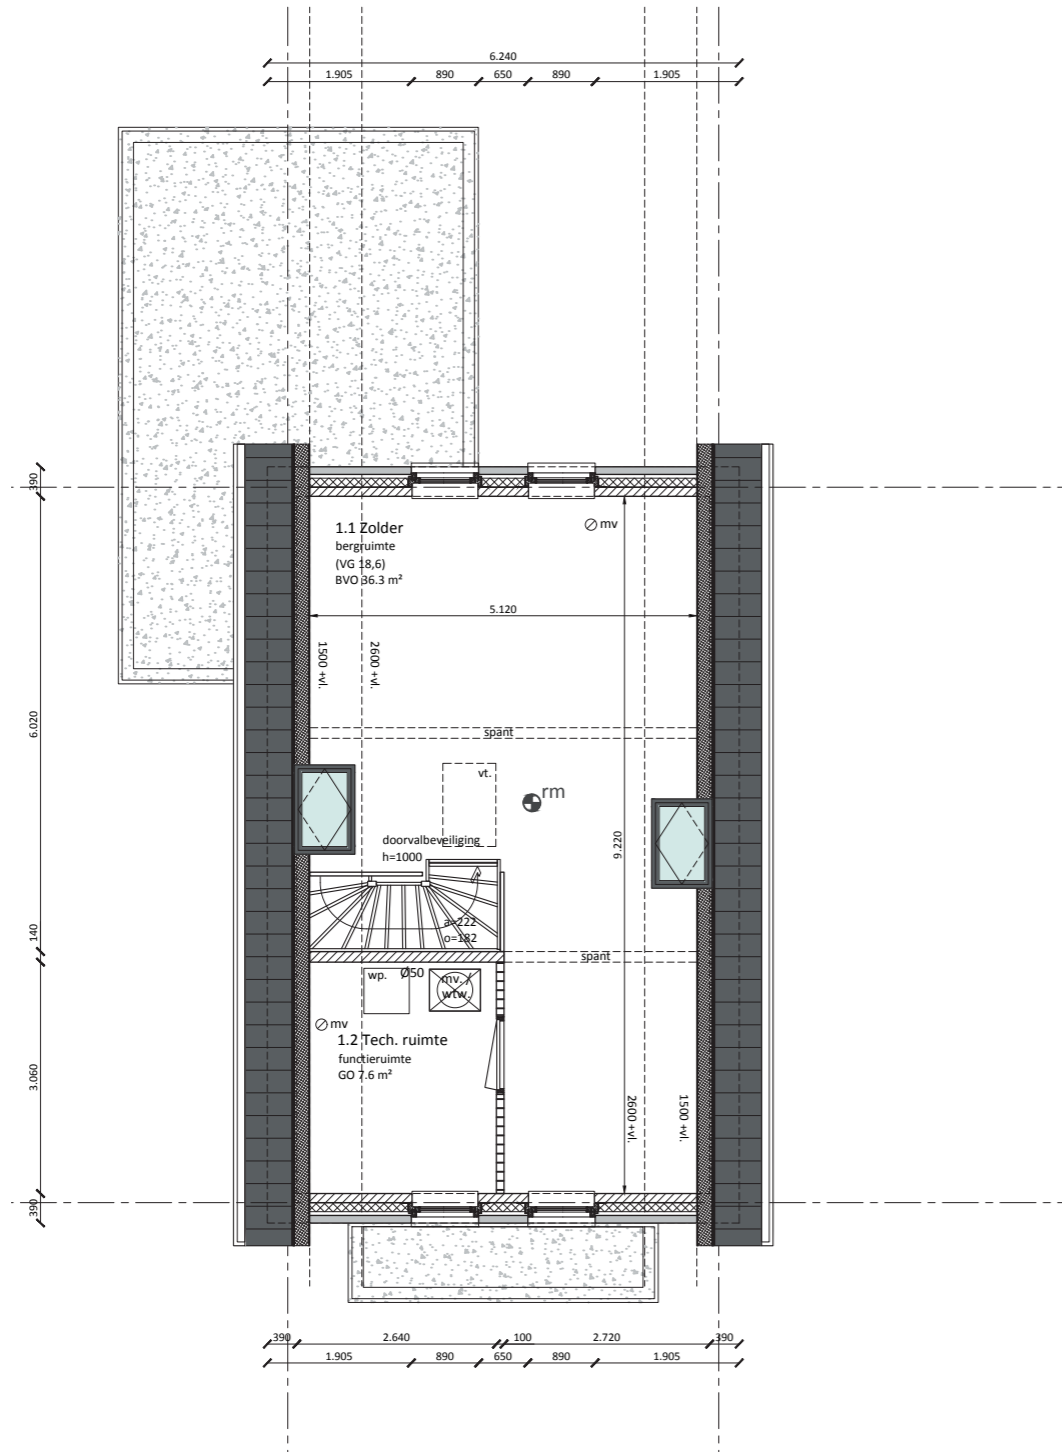 6.240
1.905 890 650 890 1.905
390
1.1 Zolder
bergruimte
(VG 18,6)
BVO 36.3 m²
mv
5.120
1500 +vl.
2600 +vl.
6.020
spant
vt.
rm
doorvalbeveiliging
h=1000
9.220
a=222
o=182
140
spant
wp.
Ø50
mv. /
wtw.
mv
1.2 Tech. ruimte
functieruimte
GO 7.6 m²
3.060
2600 +vl.
1500 +vl.
390
390 2.640 100 2.720 390
1.905 890 650 890 1.905